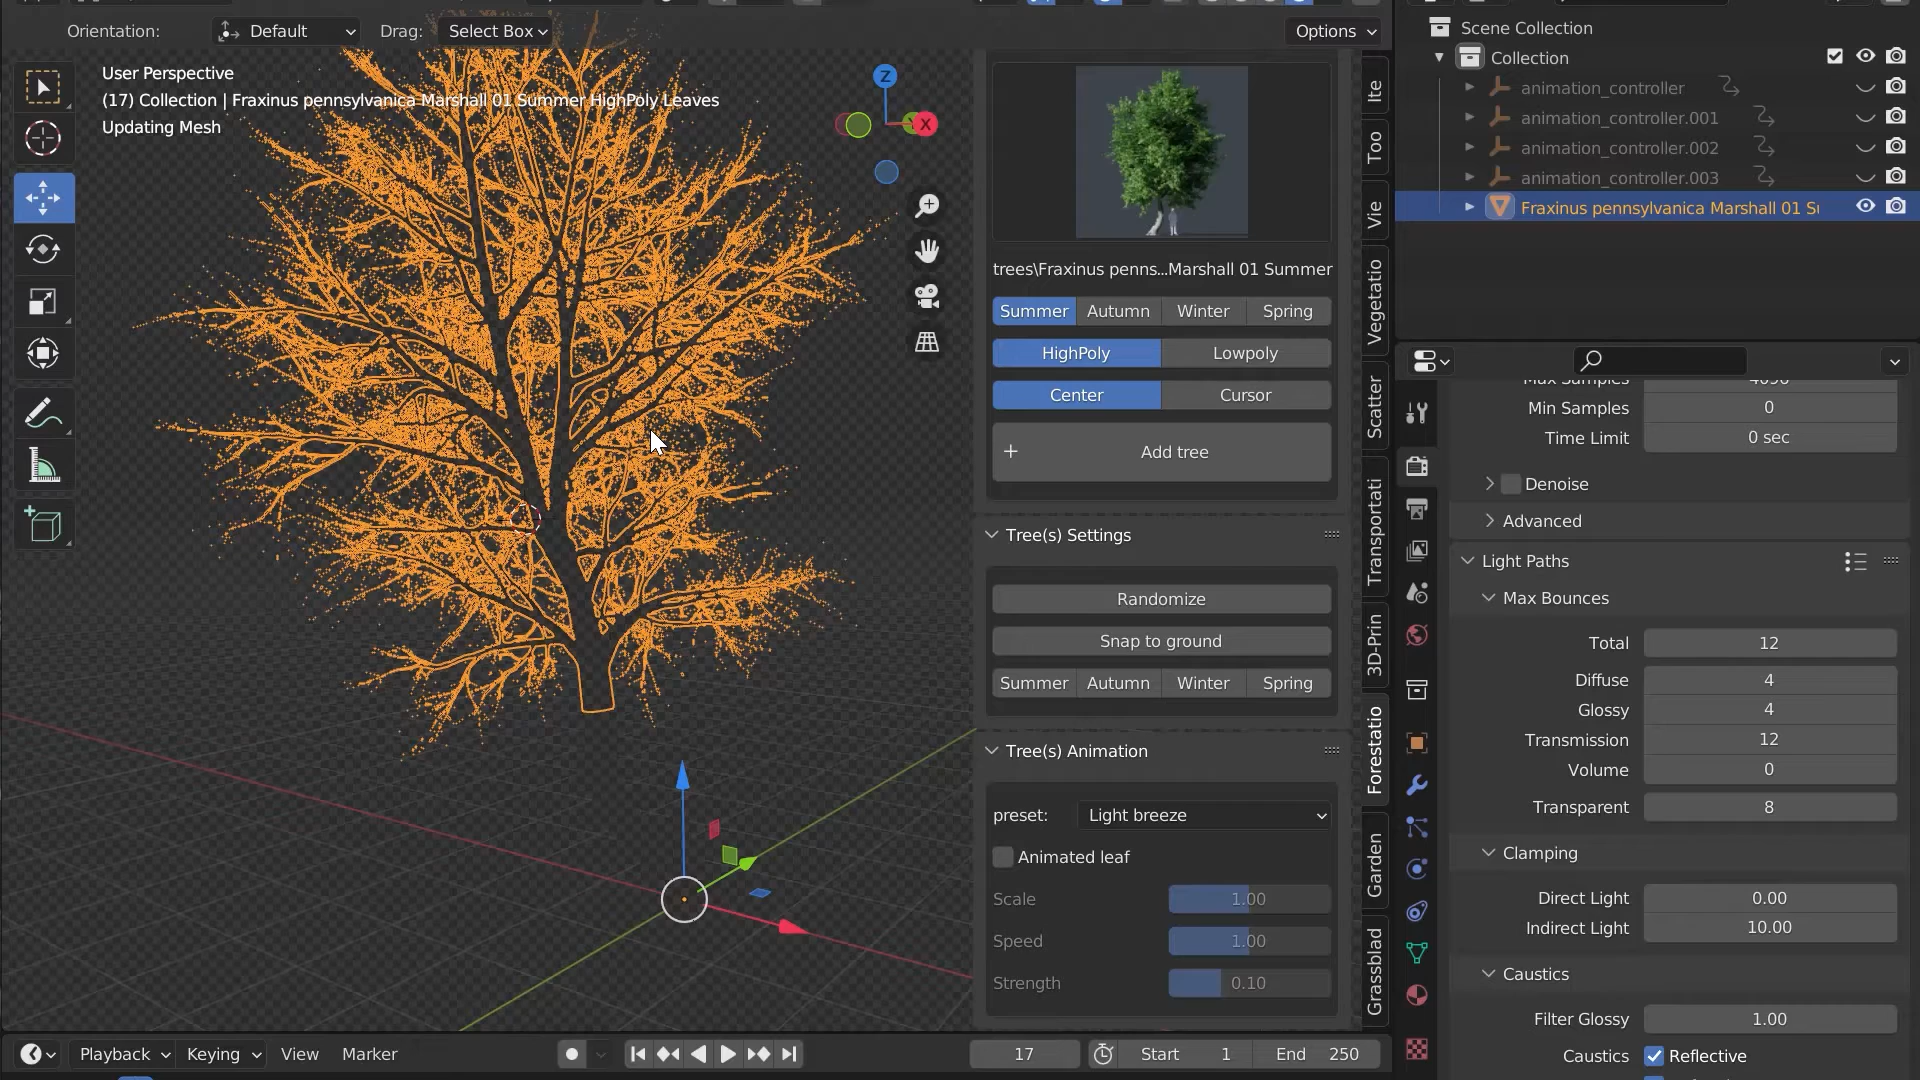 Orientation:
Default
Drag:
Select Box
Options
User Perspective
(17) Collection | Fraxinus pennsylvanica Marshall 01 Summer HighPoly Leaves
Updating Mesh
Z
X
trees\Fraxinus penns...Marshall 01 Summer
Summer
Autumn
Winter
Spring
HighPoly
Lowpoly
Center
Cursor
+
Add tree
Tree(s) Settings
Randomize
Snap to ground
Summer
Autumn
Winter
Spring
Tree(s) Animation
preset:
Light breeze
Animated leaf
Scale
1.00
Speed
1.00
Strength
0.10
Ite
Too
Vie
Vegetatio
Scatter
Transportati
3D-Prin
Forestatio
Garden
Grassblad
Scene Collection
Collection
animation_controller
animation_controller.001
animation_controller.002
animation_controller.003
Fraxinus pennsylvanica Marshall 01 Su
Max Samples
4096
Min Samples
0
Time Limit
0 sec
Denoise
Advanced
Light Paths
Max Bounces
Total
12
Diffuse
4
Glossy
4
Transmission
12
Volume
0
Transparent
8
Clamping
Direct Light
0.00
Indirect Light
10.00
Caustics
Filter Glossy
1.00
Caustics
Reflective
Playback
Keying
View
Marker
17
Start
1
End
250